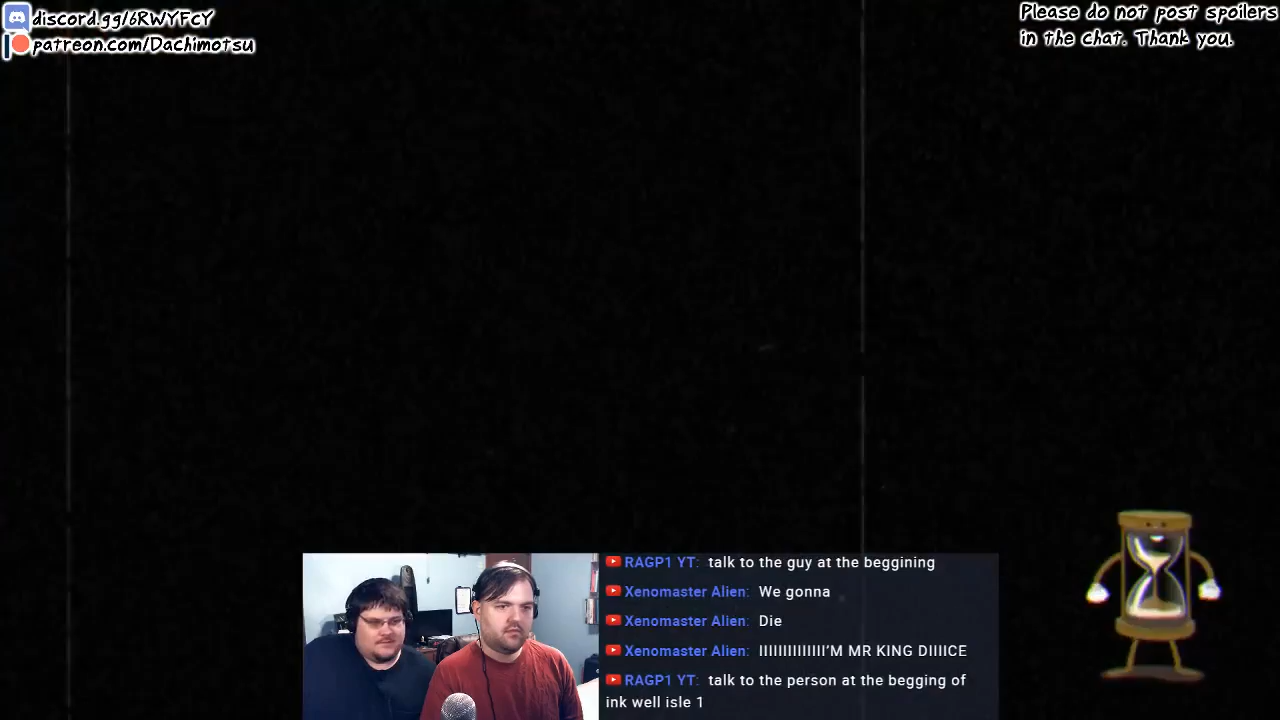 discord.gg/6RWYFcY
patreon.com/Dachimotsu
Please do not post spoilers
in the chat. Thank you.
RAGP1 YT: talk to the guy at the beggining
Xenomaster Alien: We gonna
Xenomaster Alien: Die
Xenomaster Alien: IIIIIIIIIIIIII'M MR KING DIIIICE
RAGP1 YT: talk to the person at the begging of
ink well isle 1